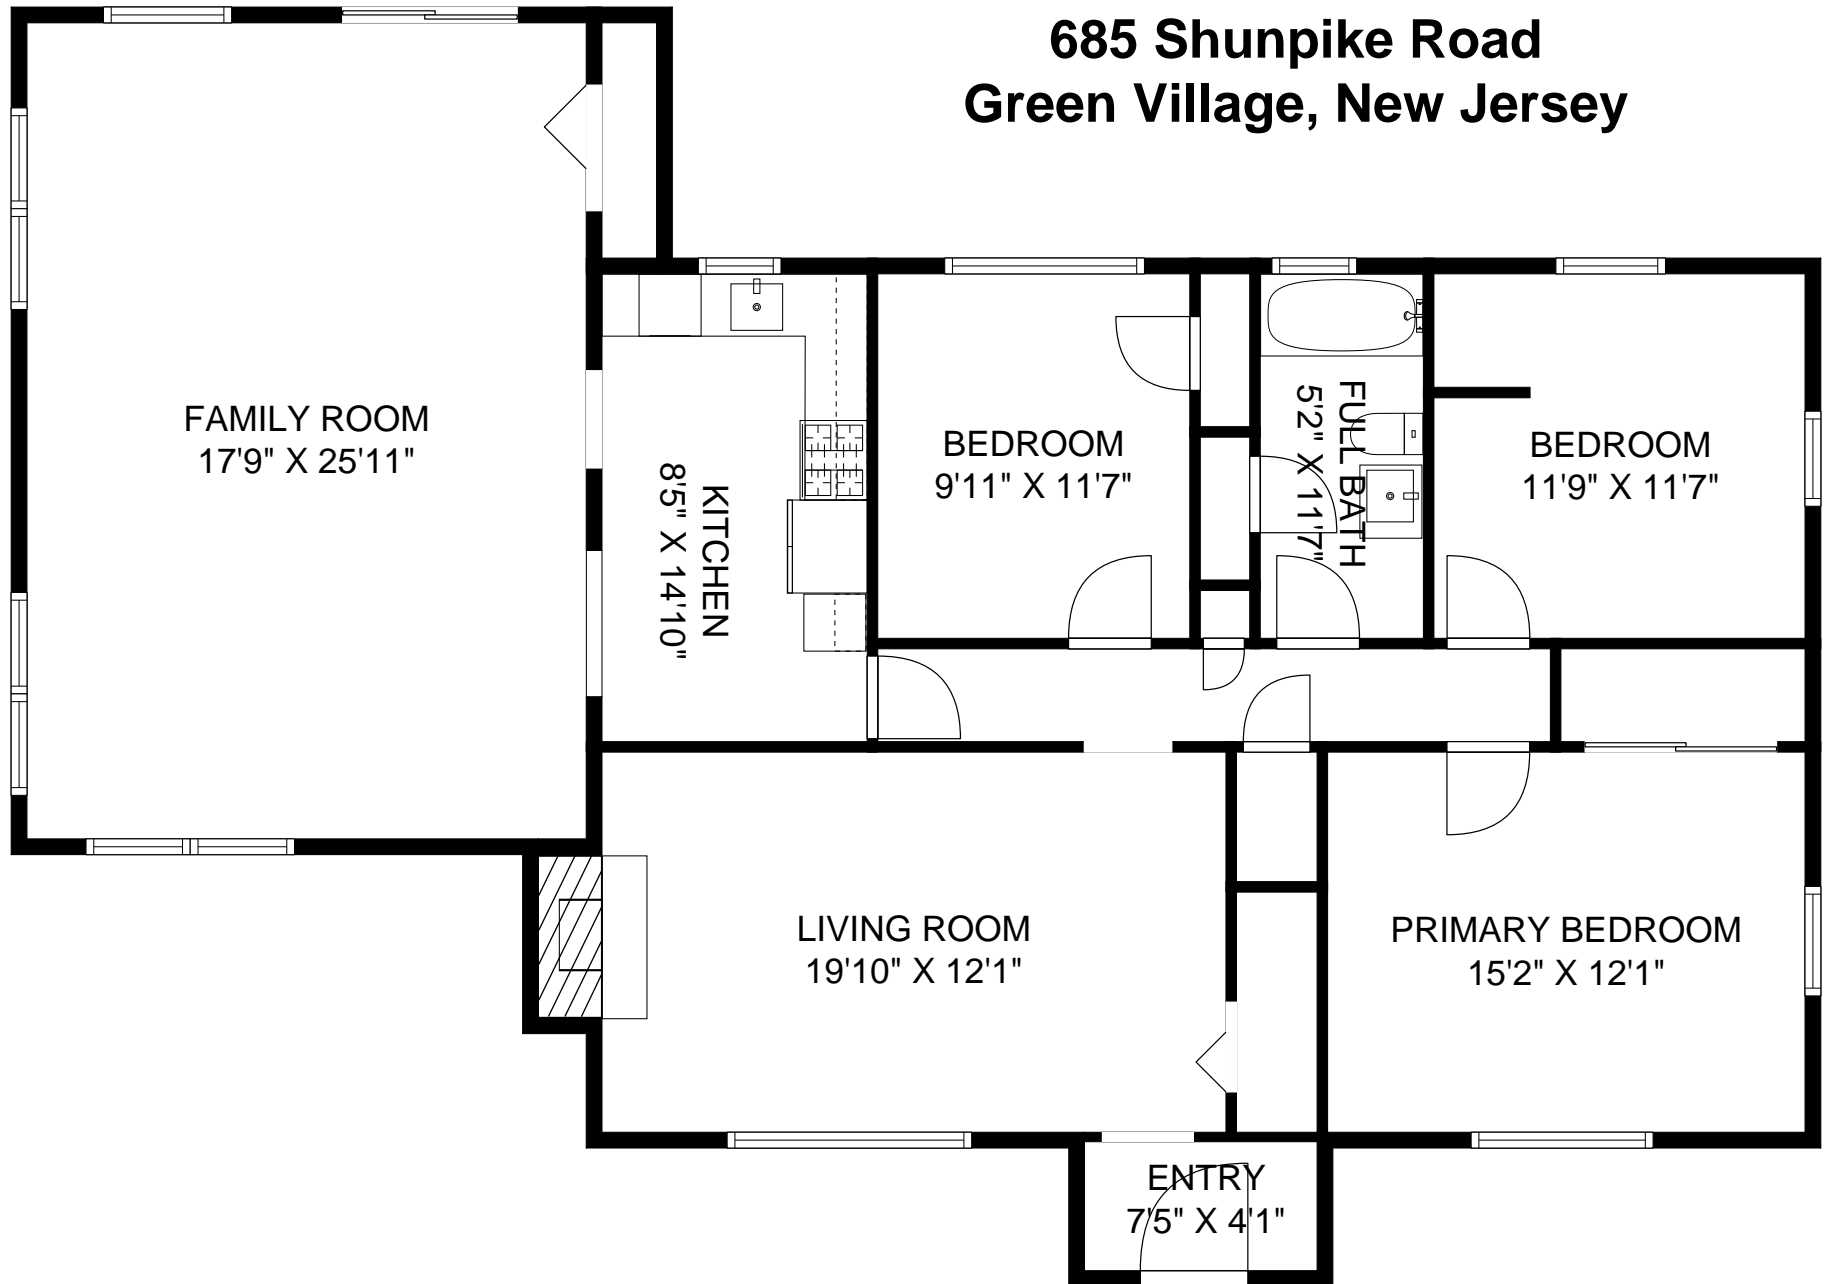 685 Shunpike Road
Green Village, New Jersey
FAMILY ROOM
17'9" X 25'11"
KITCHEN
8'5" X 14'10"
BEDROOM
9'11" X 11'7"
FULL BATH
5'2" X 11'7"
BEDROOM
11'9" X 11'7"
LIVING ROOM
19'10" X 12'1"
PRIMARY BEDROOM
15'2" X 12'1"
ENTRY
7'5" X 4'1"